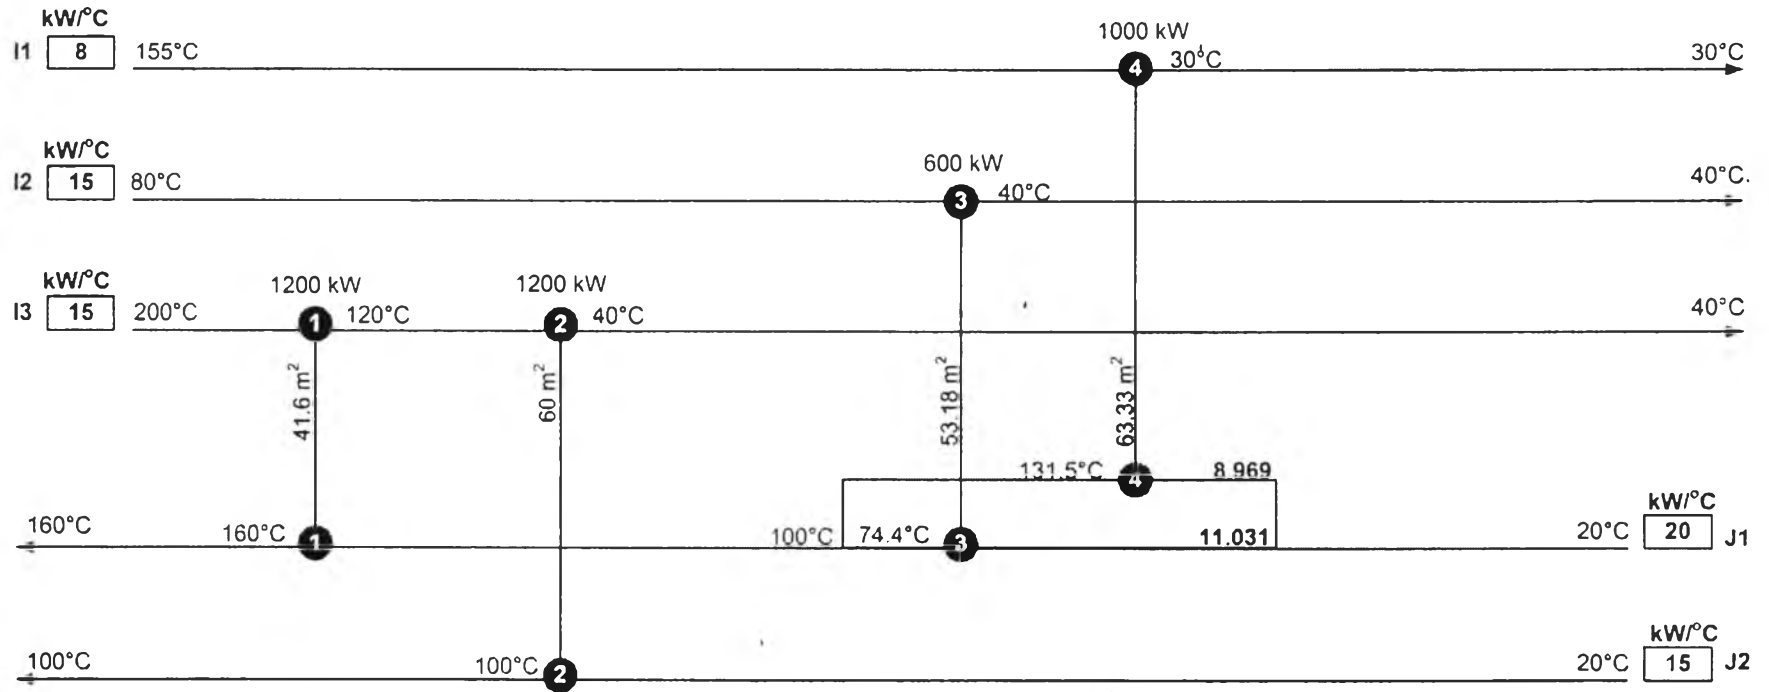 kW/°C
I1 8 155°C
1000 kW
4 30°C
30°C
kW/°C
I2 15 80°C
600 kW
3 40°C
40°C.
kW/°C
I3 15 200°C
1200 kW
1 120°C
1200 kW
2 40°C
40°C
41.6 m²
60 m²
53.18 m²
63.33 m²
131.5°C 4 8.969
kW/°C
160°C 160°C 1 100°C 74.4°C 3 11.031 20°C 20 J1
kW/°C
100°C 100°C 2 20°C 15 J2